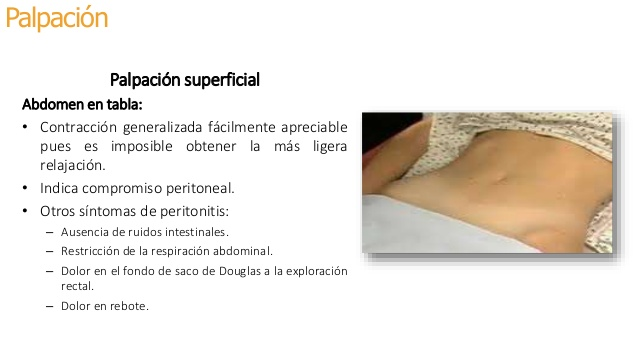 Palpación
Palpación superficial
Abdomen en tabla:
• Contracción generalizada fácilmente apreciable
pues es imposible obtener la más ligera
relajación.
• Indica compromiso peritoneal.
• Otros síntomas de peritonitis:
– Ausencia de ruidos intestinales.
– Restricción de la respiración abdominal.
– Dolor en el fondo de saco de Douglas a la exploración
rectal.
– Dolor en rebote.